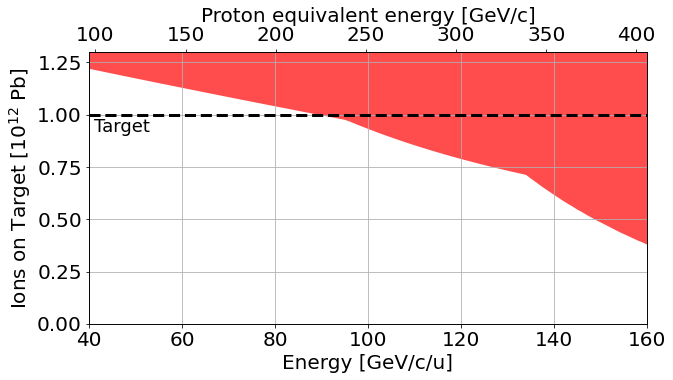 Proton equivalent energy [GeV/c]
100 150 200 250 300 350 400
Ions on Target [10¹² Pb]
1.25
1.00
0.75
0.50
0.25
0.00
Target
40 60 80 100 120 140 160
Energy [GeV/c/u]